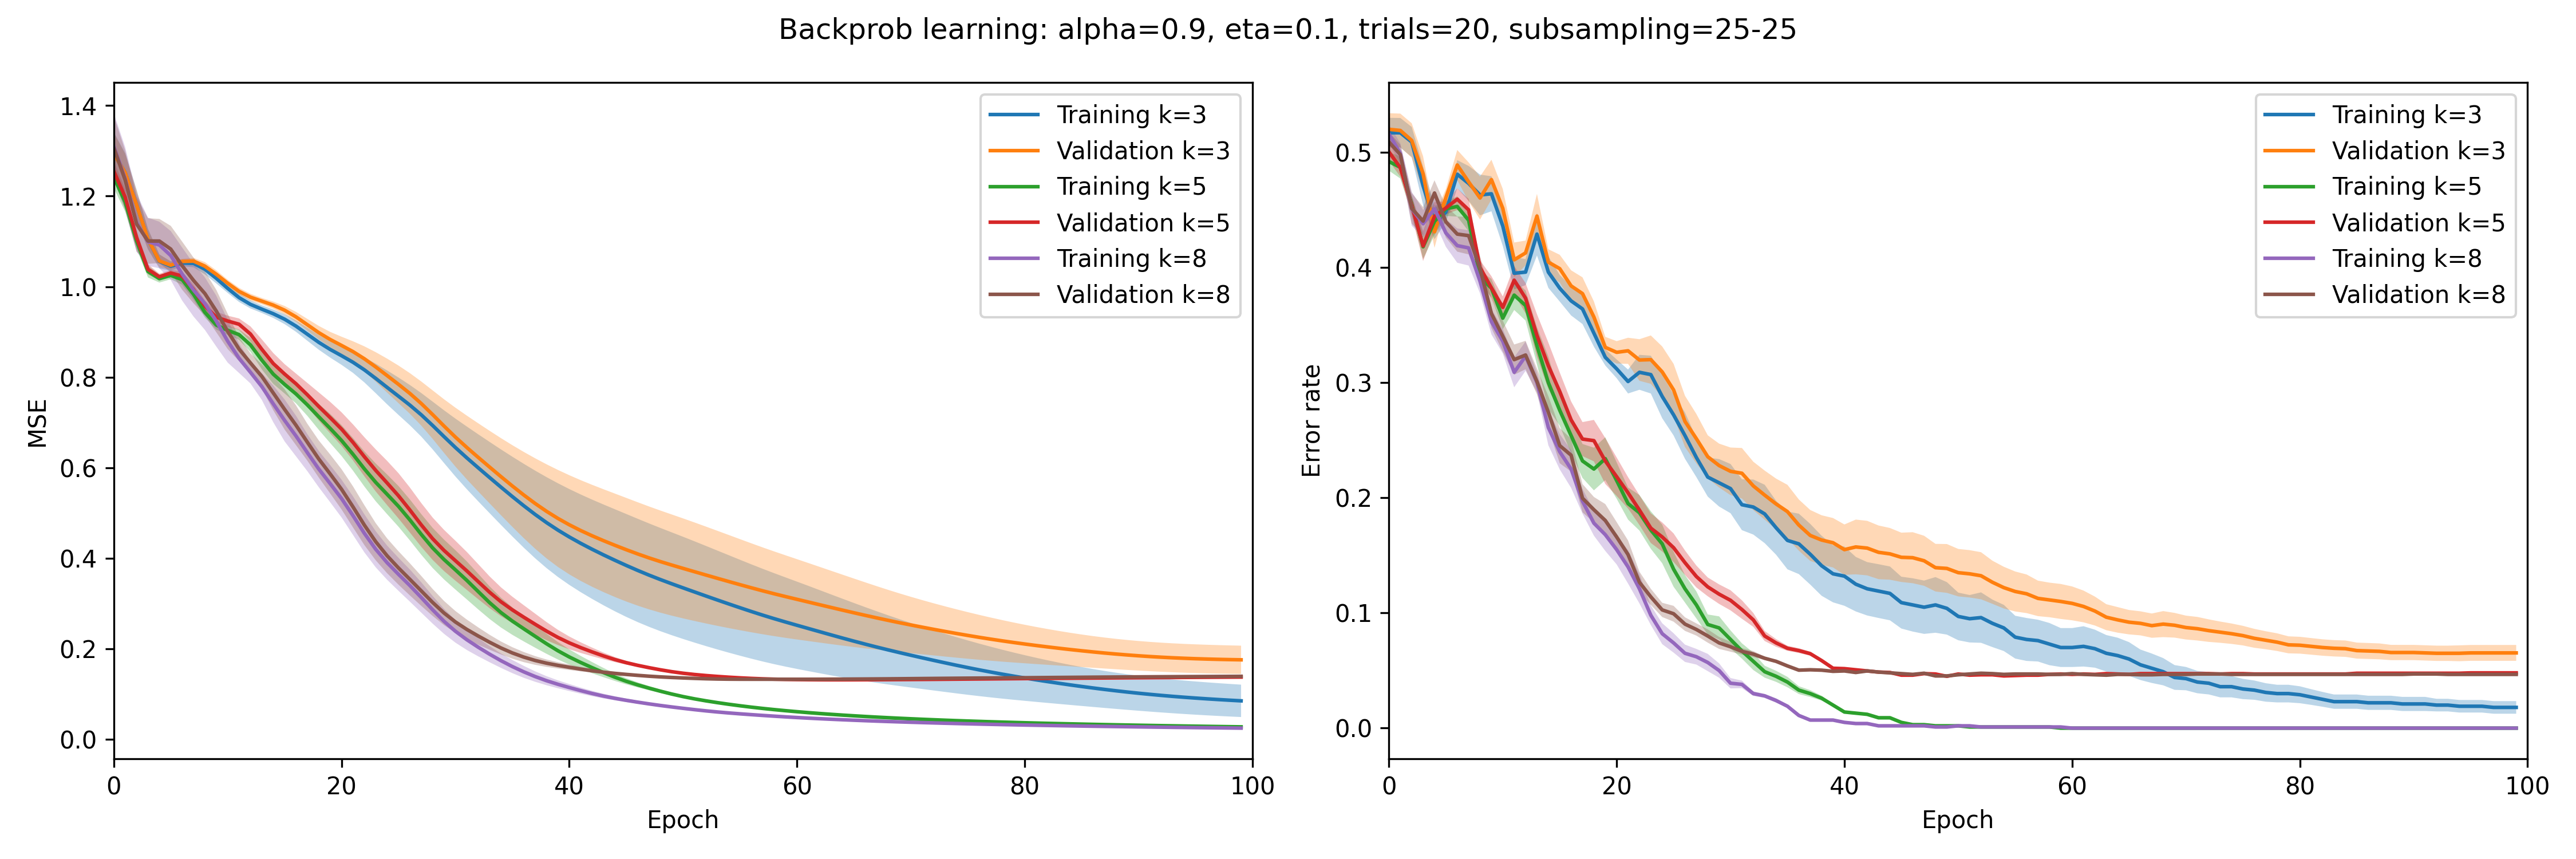 Backprob learning: alpha=0.9, eta=0.1, trials=20, subsampling=25-25
MSE
1.4
1.2
1.0
0.8
0.6
0.4
0.2
0.0
0
20
40
60
80
100
Epoch
Training k=3
Validation k=3
Training k=5
Validation k=5
Training k=8
Validation k=8
Error rate
0.5
0.4
0.3
0.2
0.1
0.0
0
20
40
60
80
100
Epoch
Training k=3
Validation k=3
Training k=5
Validation k=5
Training k=8
Validation k=8